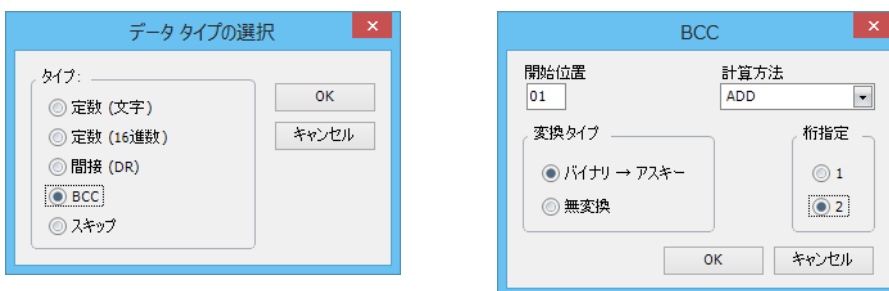 データ タイプの選択
タイプ:
定数 (文字)
定数 (16進数)
間接 (DR)
BCC
スキップ
OK
キャンセル
BCC
開始位置
01
計算方法
ADD
変換タイプ
バイナリ → アスキー
無変換
桁指定
1
2
OK
キャンセル